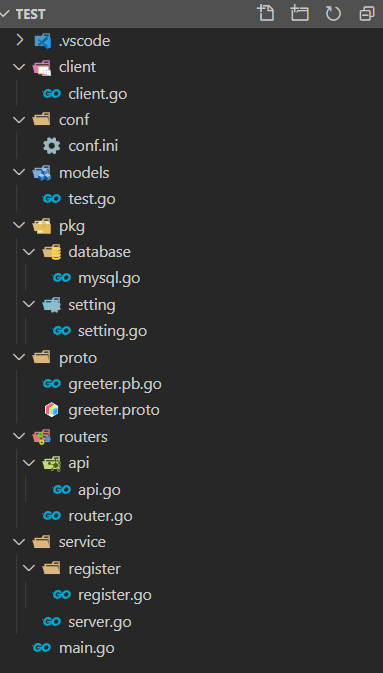 TEST
.vscode
client
GO client.go
conf
conf.ini
models
GO test.go
pkg
database
GO mysql.go
setting
GO setting.go
proto
GO greeter.pb.go
greeter.proto
routers
api
GO api.go
GO router.go
service
register
GO register.go
GO server.go
GO main.go